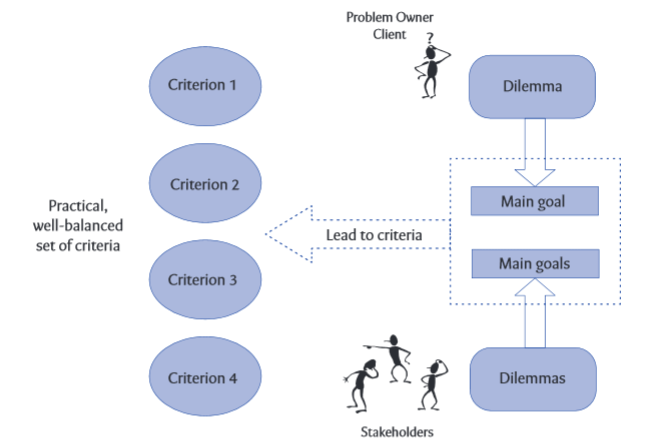 Problem Owner
Client
?
Criterion 1
Dilemma
Criterion 2
Main goal
Practical,
well-balanced
set of criteria
Lead to criteria
Main goals
Criterion 3
Criterion 4
Dilemmas
Stakeholders